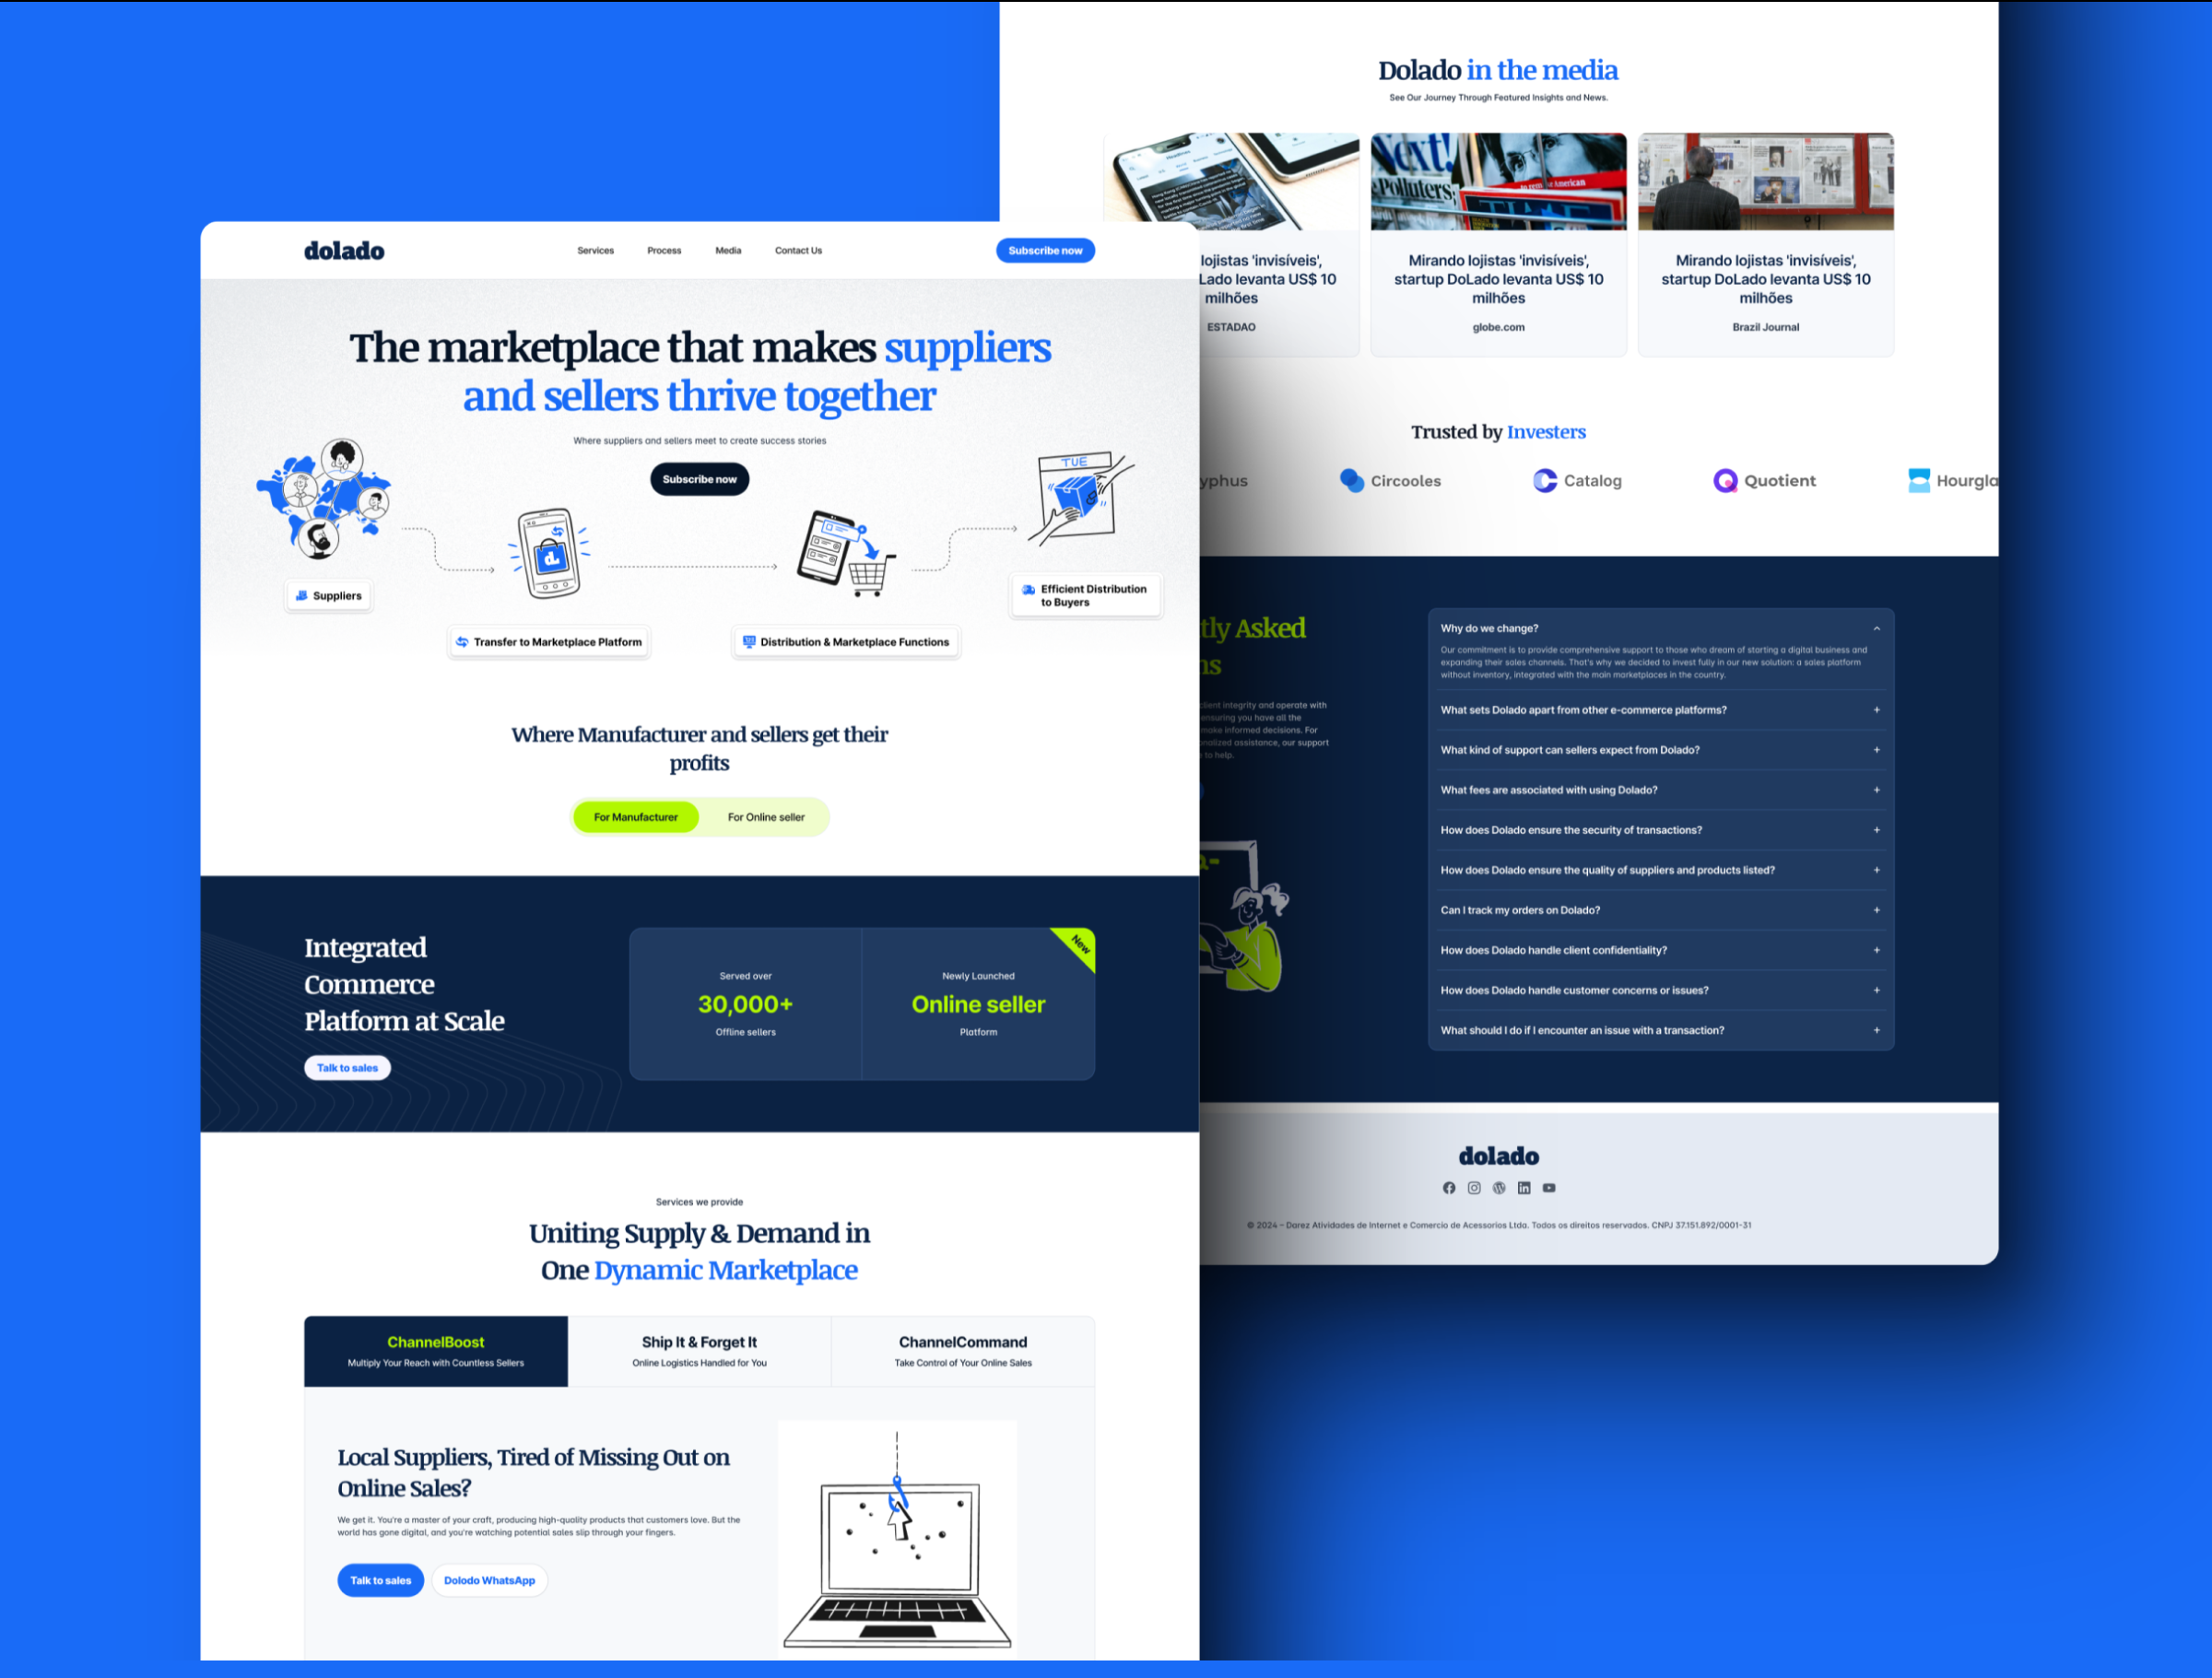 dolado
Services
Process
Media
Contact Us
Subscribe now
The marketplace that makes suppliers
and sellers thrive together
Where suppliers and sellers meet to create success stories
Subscribe now
TUE
d.
Suppliers
Transfer to Marketplace Platform
Distribution & Marketplace Functions
Efficient Distribution
to Buyers
Where Manufacturer and sellers get their
profits
For Manufacturer
For Online seller
Integrated
Commerce
Platform at Scale
Talk to sales
Served over
30,000+
Offline sellers
Newly Launched
Online seller
Platform
New
Services we provide
Uniting Supply & Demand in
One Dynamic Marketplace
ChannelBoost
Multiply Your Reach with Countless Sellers
Ship It & Forget It
Online Logistics Handled for You
ChannelCommand
Take Control of Your Online Sales
Local Suppliers, Tired of Missing Out on
Online Sales?
We get it. You're a master of your craft, producing high-quality products that customers love. But the
world has gone digital, and you're watching potential sales slip through your fingers.
Talk to sales
Dolodo WhatsApp
Dolado in the media
See Our Journey Through Featured Insights and News.
Next!
Polluters:
American
TIME
lojistas 'invisíveis',
Lado levanta US$ 10
milhões
ESTADAO
Mirando lojistas 'invisíveis',
startup DoLado levanta US$ 10
milhões
globe.com
Mirando lojistas 'invisíveis',
startup DoLado levanta US$ 10
milhões
Brazil Journal
Trusted by Investers
yphus
Circooles
Catalog
Quotient
Hourgla
tly Asked
ns
client integrity and operate with
ensuring you have all the
make informed decisions. For
onalized assistance, our support
to help.
Why do we change?
Our commitment is to provide comprehensive support to those who dream of starting a digital business and
expanding their sales channels. That's why we decided to invest fully in our new solution: a sales platform
without inventory, integrated with the main marketplaces in the country.
What sets Dolado apart from other e-commerce platforms?
What kind of support can sellers expect from Dolado?
What fees are associated with using Dolado?
How does Dolado ensure the security of transactions?
How does Dolado ensure the quality of suppliers and products listed?
Can I track my orders on Dolado?
How does Dolado handle client confidentiality?
How does Dolado handle customer concerns or issues?
What should I do if I encounter an issue with a transaction?
dolado
© 2024 – Darez Atividades de Internet e Comercio de Acessorios Ltda. Todos os direitos reservados. CNPJ 37.151.892/0001-31